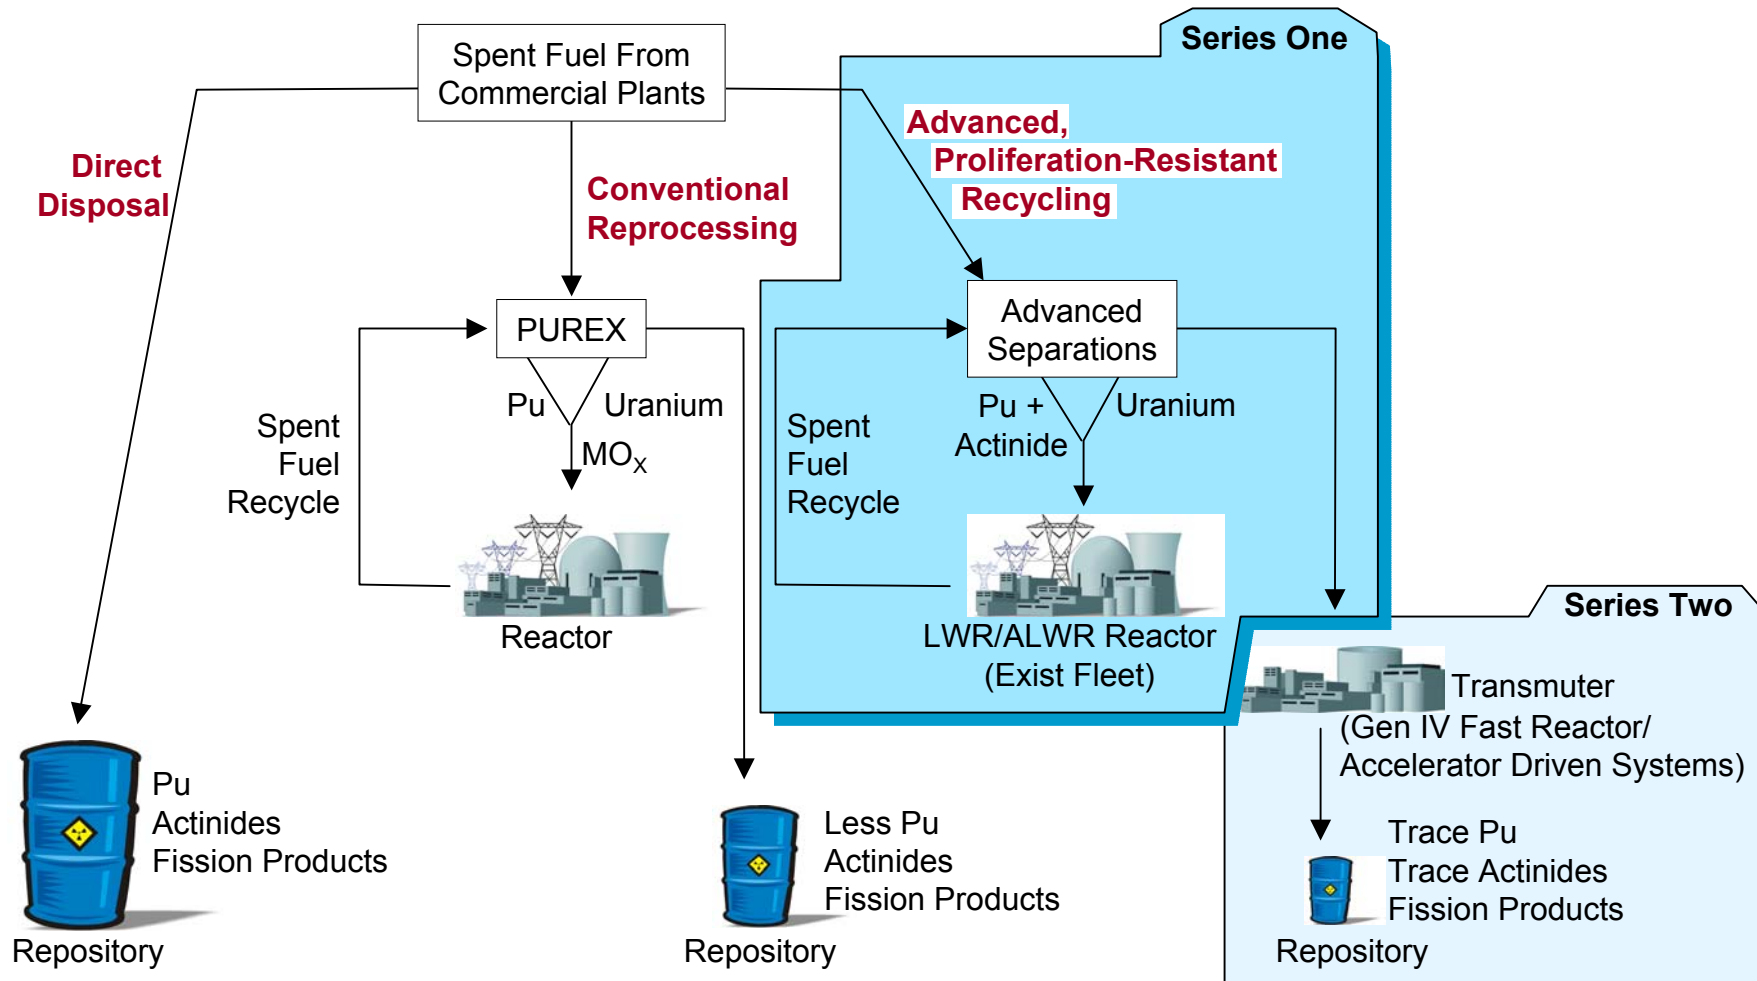 Spent Fuel From
Commercial Plants
Series One
Direct
Disposal
Conventional
Reprocessing
Advanced,
Proliferation-Resistant
Recycling
PUREX
Pu
Uranium
MOX
Spent
Fuel
Recycle
Reactor
Advanced
Separations
Pu +
Actinide
Uranium
Spent
Fuel
Recycle
LWR/ALWR Reactor
(Exist Fleet)
Series Two
Transmuter
(Gen IV Fast Reactor/
Accelerator Driven Systems)
Pu
Actinides
Fission Products
Repository
Less Pu
Actinides
Fission Products
Repository
Trace Pu
Trace Actinides
Fission Products
Repository